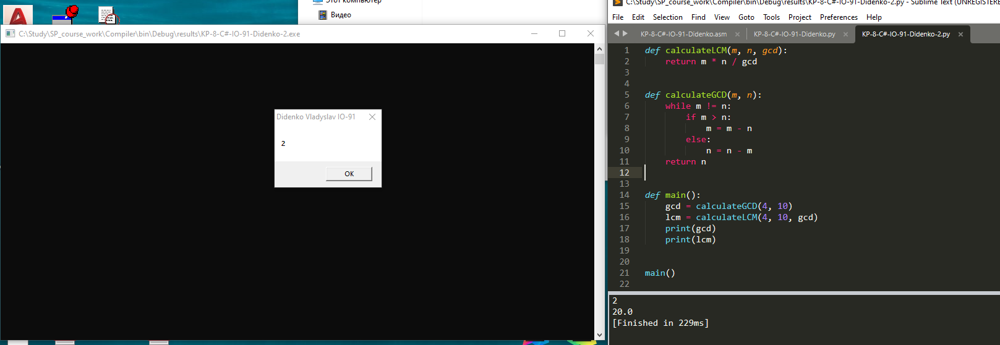 Этот компьютер
Видео
C:\Study\SP_course_work\Compiler\bin\Debug\results\KP-8-C#-IO-91-Didenko-2.exe
Didenko Vladyslav IO-91
2
OK
C:\Study\SP_course_work\Compiler\bin\Debug\results\KP-8-C#-IO-91-Didenko-2.py - Sublime Text (UNREGISTERE
File Edit Selection Find View Goto Tools Project Preferences Help
KP-8-C#-IO-91-Didenko.asm KP-8-C#-IO-91-Didenko.py KP-8-C#-IO-91-Didenko-2.py
1 def calculateLCM(m, n, gcd):
2 return m * n / gcd
3
4
5 def calculateGCD(m, n):
6 while m != n:
7 if m > n:
8 m = m - n
9 else:
10 n = n - m
11 return n
12
13
14 def main():
15 gcd = calculateGCD(4, 10)
16 lcm = calculateLCM(4, 10, gcd)
17 print(gcd)
18 print(lcm)
19
20
21 main()
22
2
20.0
[Finished in 229ms]